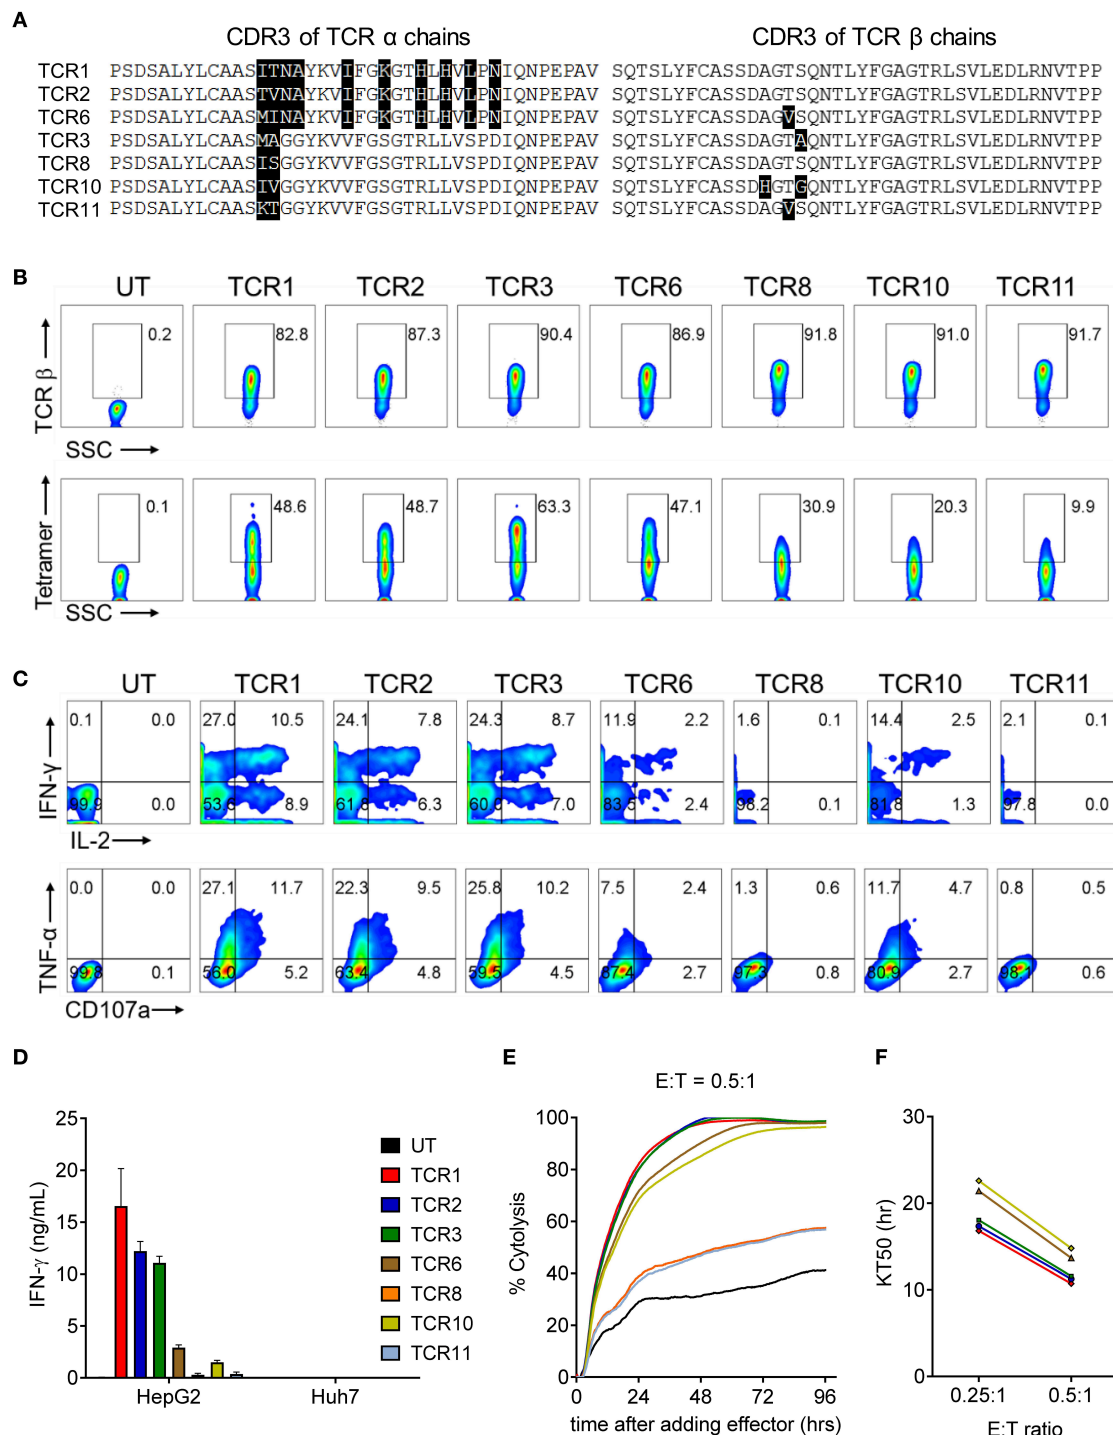 A
CDR3 of TCR α chains CDR3 of TCR β chains
TCR1 PSDSALYLCAASITNAYKVIFGKGTHLHVLPNIQNPEPAV SQTSLYFCASSDAGTSQNTLYFGAGTRLSVLEDLRNVTPP
TCR2 PSDSALYLCAASTVNAYKVIFGKGTHLHVLPNIQNPEPAV SQTSLYFCASSDAGTSQNTLYFGAGTRLSVLEDLRNVTPP
TCR6 PSDSALYLCAASMINAYKVIFGKGTHLHVLPNIQNPEPAV SQTSLYFCASSDAGVSQNTLYFGAGTRLSVLEDLRNVTPP
TCR3 PSDSALYLCAASMAGGYKVVFGSGTRLLVSPDIQNPEPAV SQTSLYFCASSDAGTAQNTLYFGAGTRLSVLEDLRNVTPP
TCR8 PSDSALYLCAASISGGYKVVFGSGTRLLVSPDIQNPEPAV SQTSLYFCASSDAGTSQNTLYFGAGTRLSVLEDLRNVTPP
TCR10 PSDSALYLCAASIVGGYKVVFGSGTRLLVSPDIQNPEPAV SQTSLYFCASSDHGTGQNTLYFGAGTRLSVLEDLRNVTPP
TCR11 PSDSALYLCAASKTGGYKVVFGSGTRLLVSPDIQNPEPAV SQTSLYFCASSDAGVSQNTLYFGAGTRLSVLEDLRNVTPP
B
UT TCR1 TCR2 TCR3 TCR6 TCR8 TCR10 TCR11
TCR β
0.2 82.8 87.3 90.4 86.9 91.8 91.0 91.7
SSC
Tetramer
0.1 48.6 48.7 63.3 47.1 30.9 20.3 9.9
SSC
C
UT TCR1 TCR2 TCR3 TCR6 TCR8 TCR10 TCR11
IFN-γ
0.1 0.0 27.0 10.5 24.1 7.8 24.3 8.7 11.9 2.2 1.6 0.1 14.4 2.5 2.1 0.1
99.9 0.0 53.6 8.9 61.8 6.3 7.0 2.4 98.2 0.1 81.8 1.3 97.8 0.0
IL-2
TNF-α
0.0 0.0 27.1 11.7 22.3 9.5 25.8 10.2 7.5 2.4 1.3 0.6 11.7 4.7 0.8 0.5
99.8 0.1 56.0 5.2 63.4 4.8 59.5 4.5 87.4 2.7 97.3 0.8 80.9 2.7 98.1 0.6
CD107a
D
IFN-γ (ng/mL)
25
20
15
10
5
0
HepG2 Huh7
UT
TCR1
TCR2
TCR3
TCR6
TCR8
TCR10
TCR11
E
E:T = 0.5:1
% Cytolysis
100
80
60
40
20
0
0 24 48 72 96
time after adding effector (hrs)
F
KT50 (hr)
30
20
10
0
0.25:1 0.5:1
E:T ratio